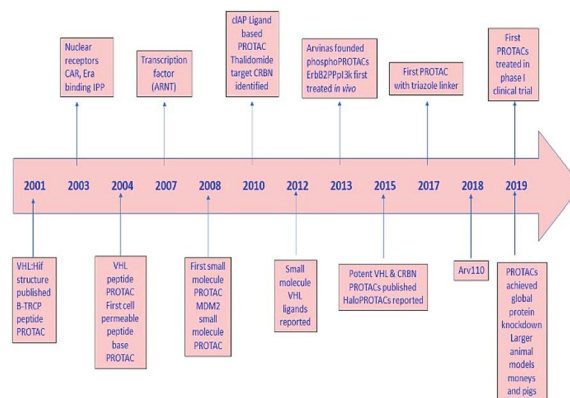 Nuclear
receptors
CAR, Era
binding IPP
Transcription
factor
(ARNT)
cIAP Ligand
based
PROTAC
Thalidomide
target CRBN
identified
Arvinas founded
phosphoPROTACs
ErbB2PPpI3k first
treated in vivo
First PROTAC
with triazole linker
First
PROTACs
treated in
phase I
clinical trial
2001 2003 2004 2007 2008 2010 2012 2013 2015 2017 2018 2019
VHL:Hif
structure
published
B-TRCP
peptide
PROTAC
VHL
peptide
PROTAC
First cell
permeable
peptide
base
PROTAC
First small
molecule
PROTAC
MDM2
small
molecule
PROTAC
Small
molecule
VHL
ligands
reported
Potent VHL & CRBN
PROTACs published
HaloPROTACs reported
Arv110
PROTACs
achieved
global
protein
knockdown
Larger
animal
models
moneys
and pigs